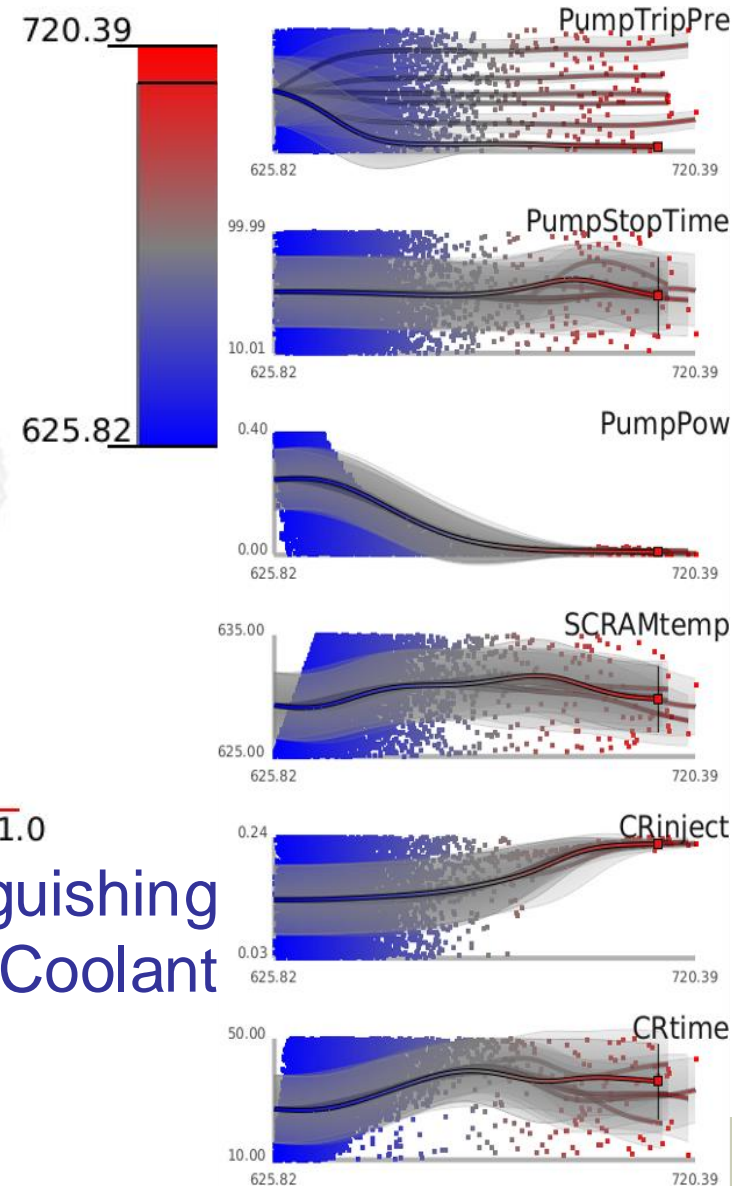 720.39
625.82
PumpTripPre
625.82 720.39
PumpStopTime
99.99
10.01
625.82 720.39
PumpPow
0.40
0.00
625.82 720.39
SCRAMtemp
635.00
625.00
625.82 720.39
1.0
guishing
Coolant
CRinject
0.24
0.03
625.82 720.39
CRtime
50.00
10.00
625.82 720.39